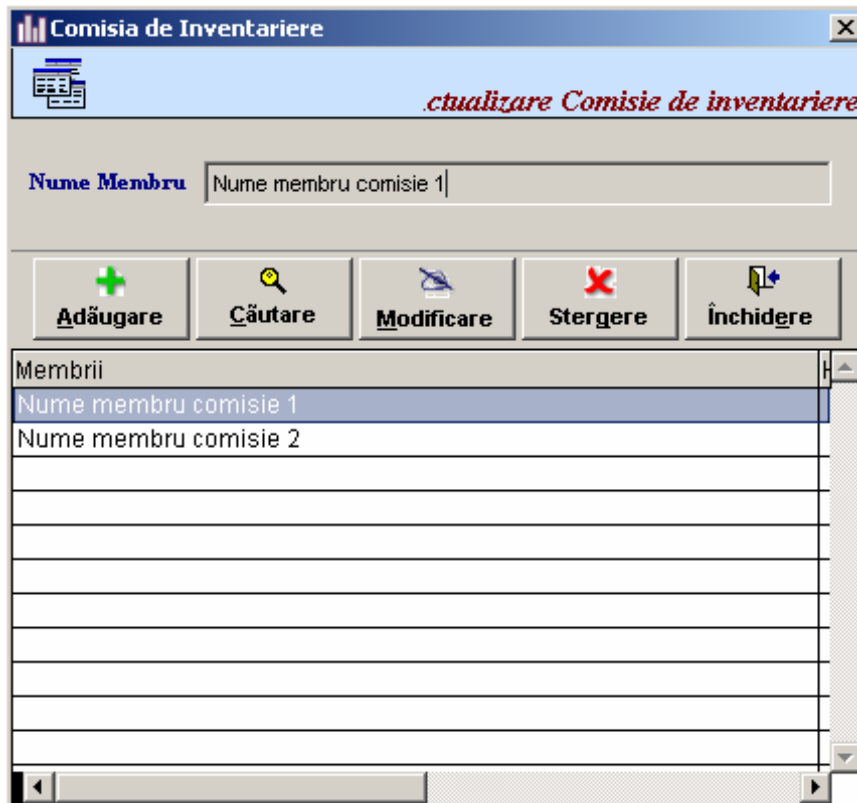 Comisia de Inventariere
.ctualizare Comisie de inventariere
Nume Membru Nume membru comisie 1
Adăugare Căutare Modificare Stergere Închidere
Membrii
Nume membru comisie 1
Nume membru comisie 2